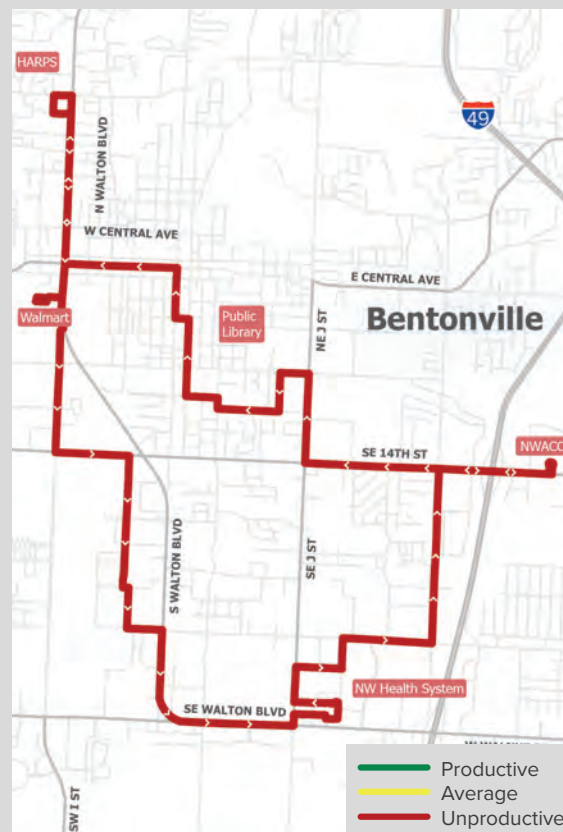 HARPS
49
N WALTON BLVD
W CENTRAL AVE
E CENTRAL AVE
Walmart
Public
Library
NE J ST
Bentonville
SE 14TH ST
NWACC
S WALTON BLVD
SE J ST
NW Health System
SE WALTON BLVD
SW I ST
Productive
Average
Unproductive